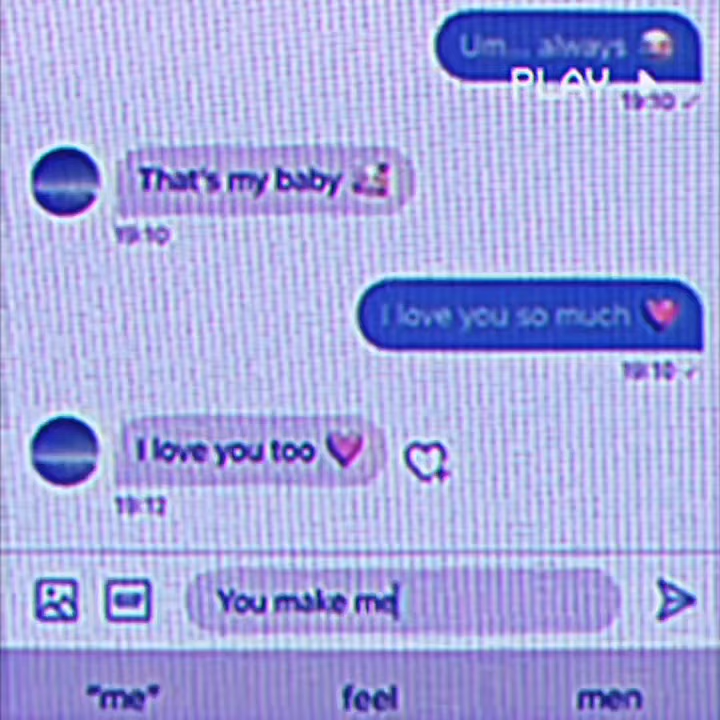 Um... always
PLAY
19:10
That's my baby
19:10
I love you so much
19:10
I love you too
19:12
GIF
You make me
"me" feel men